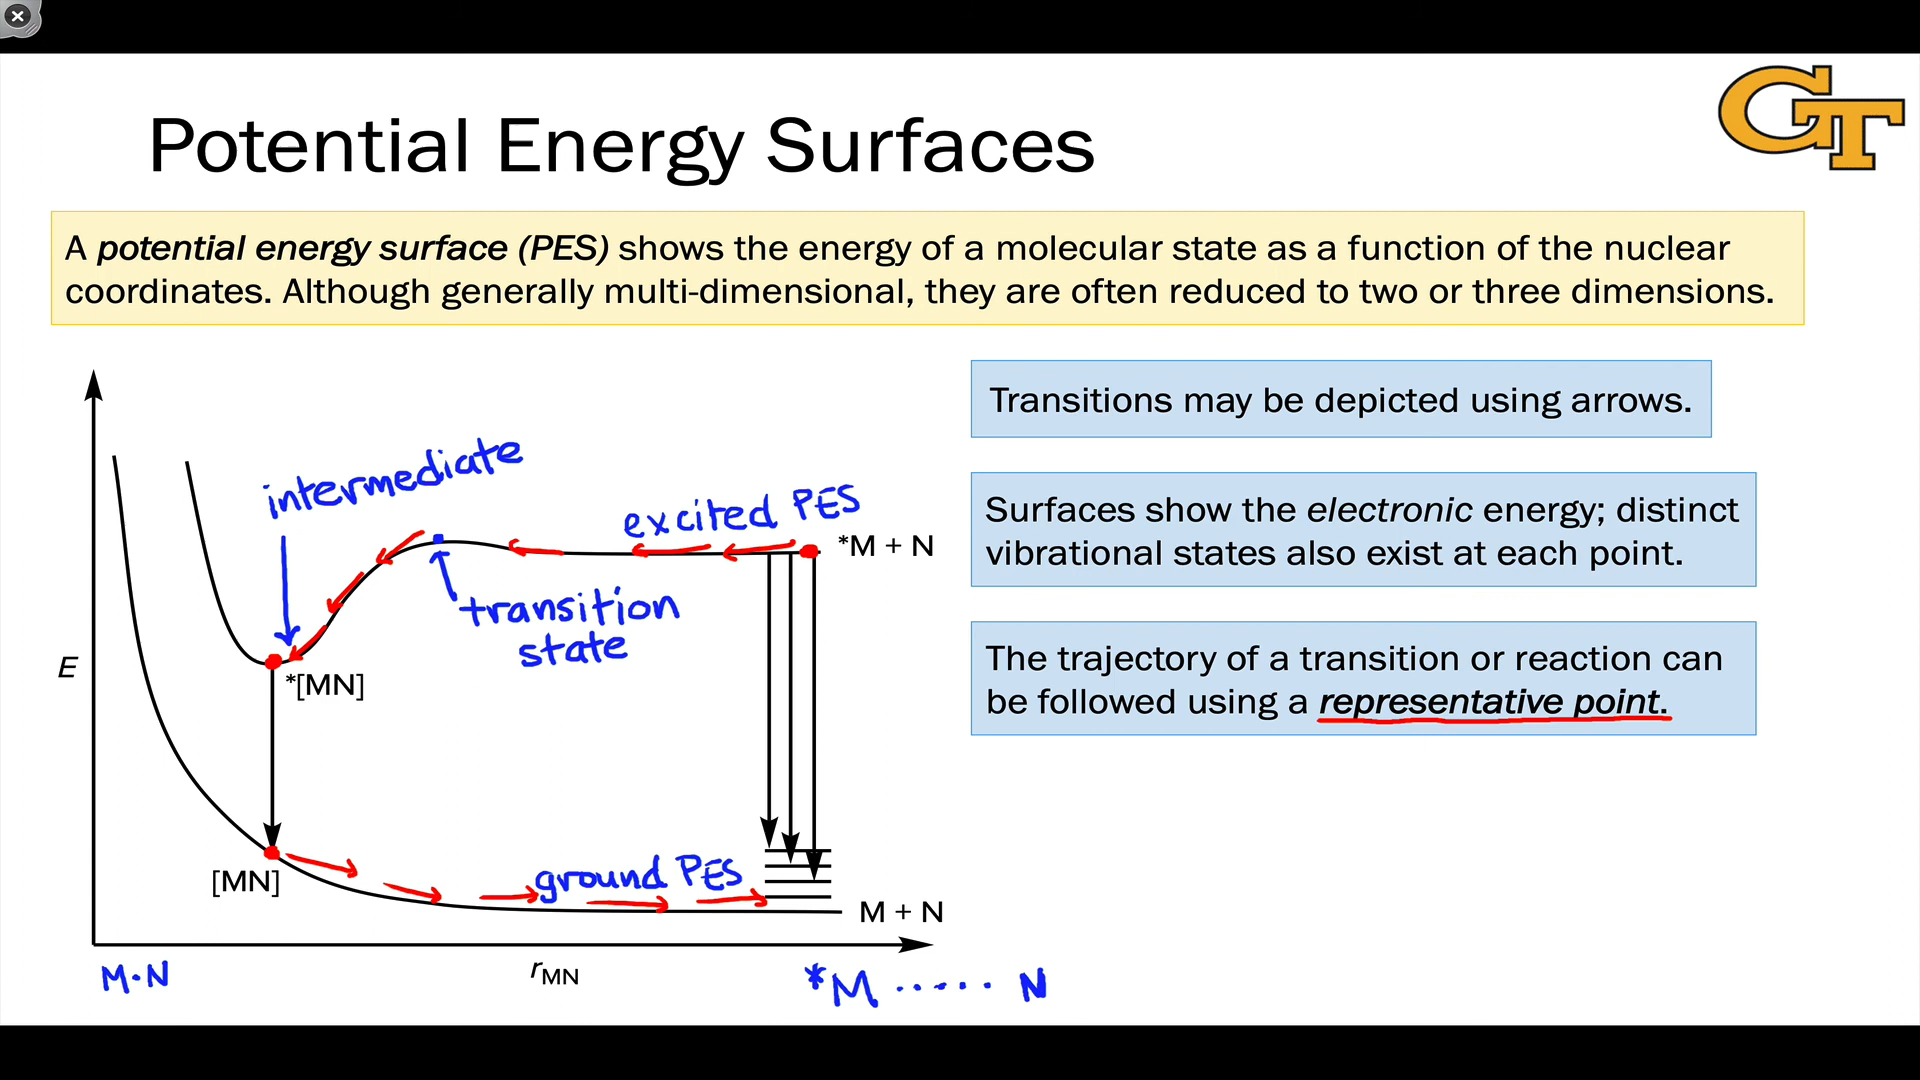 GT
Potential Energy Surfaces
A potential energy surface (PES) shows the energy of a molecular state as a function of the nuclear
coordinates. Although generally multi-dimensional, they are often reduced to two or three dimensions.
Transitions may be depicted using arrows.
Surfaces show the electronic energy; distinct
vibrational states also exist at each point.
The trajectory of a transition or reaction can
be followed using a representative point.
intermediate
excited PES
*M + N
transition
state
E
*[MN]
ground PES
[MN]
M + N
M·N
rMN
*M ····· N